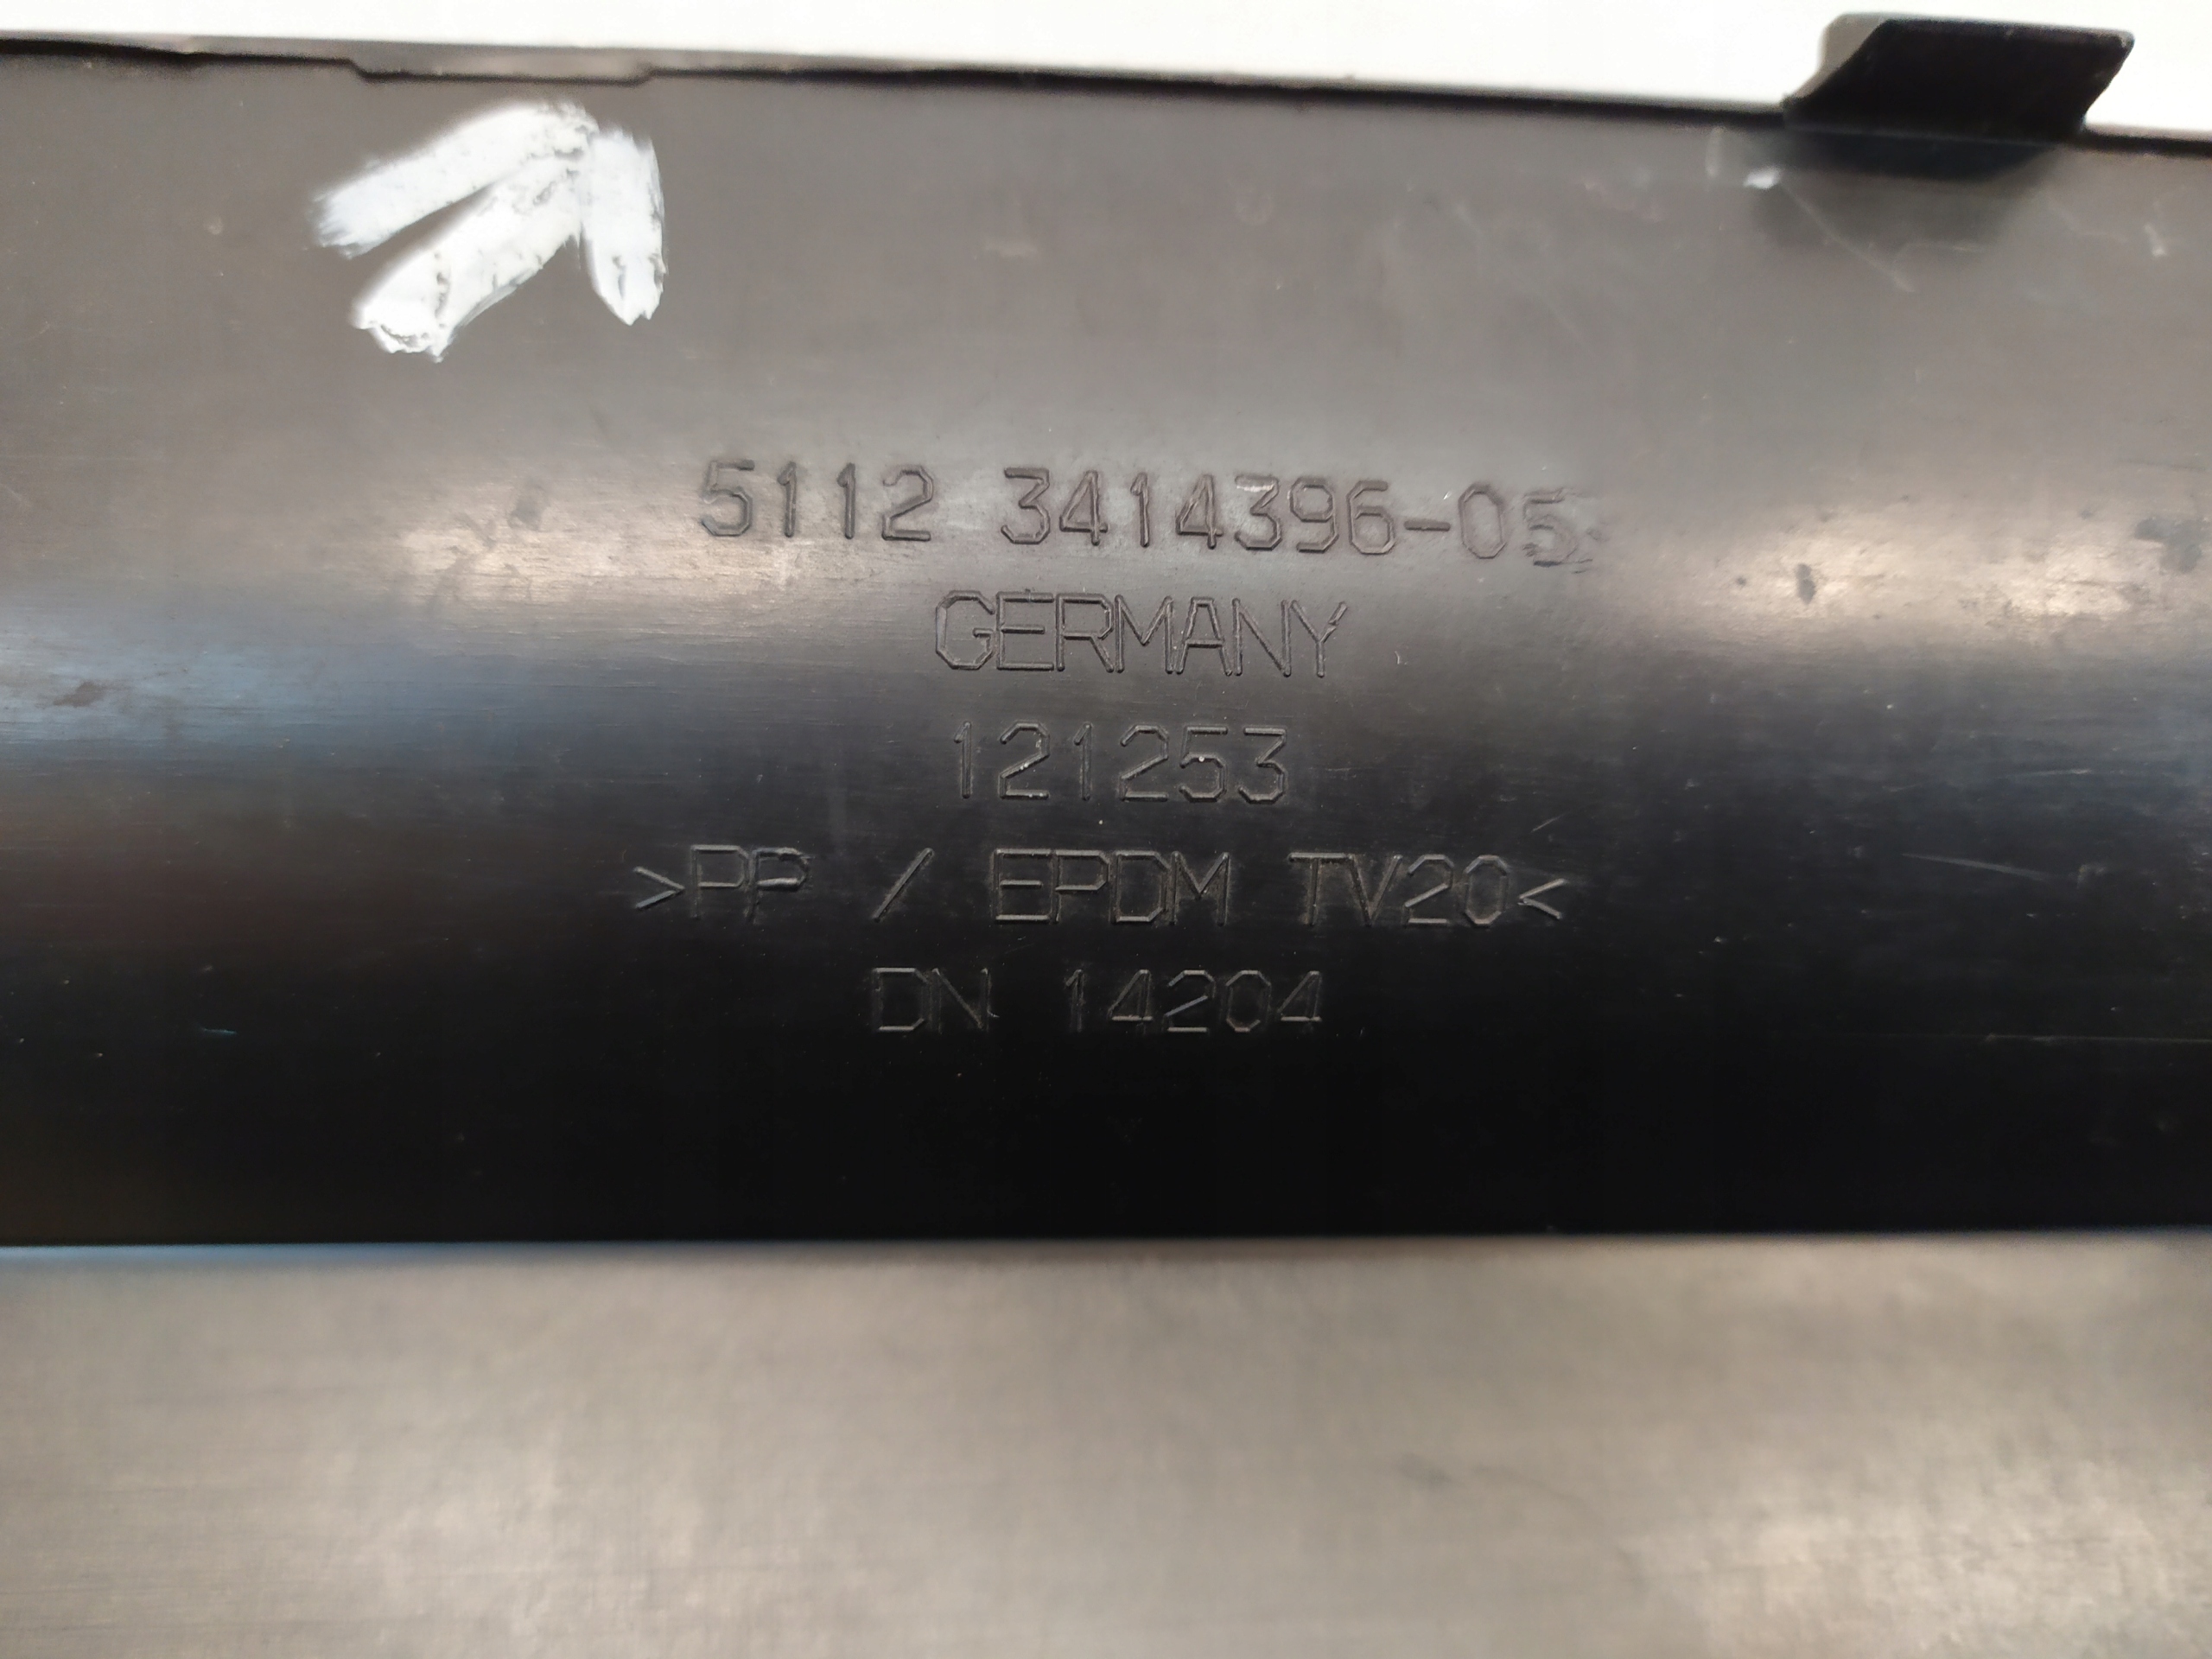 5112 3414396-05
GERMANY
121253
>PP / EPDM TV20<
DN 14204